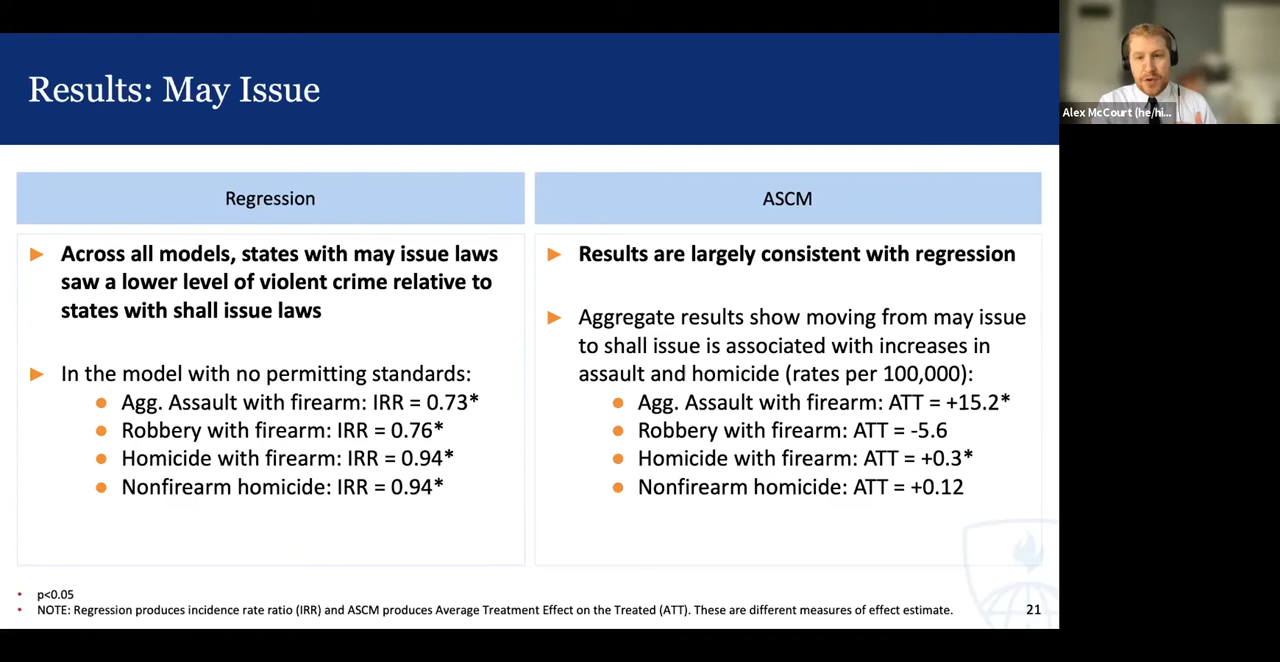 Results: May Issue
Alex McCourt (he/hi...
Regression
► Across all models, states with may issue laws
saw a lower level of violent crime relative to
states with shall issue laws
► In the model with no permitting standards:
● Agg. Assault with firearm: IRR = 0.73*
● Robbery with firearm: IRR = 0.76*
● Homicide with firearm: IRR = 0.94*
● Nonfirearm homicide: IRR = 0.94*
ASCM
► Results are largely consistent with regression
► Aggregate results show moving from may issue
to shall issue is associated with increases in
assault and homicide (rates per 100,000):
● Agg. Assault with firearm: ATT = +15.2*
● Robbery with firearm: ATT = -5.6
● Homicide with firearm: ATT = +0.3*
● Nonfirearm homicide: ATT = +0.12
• p<0.05
• NOTE: Regression produces incidence rate ratio (IRR) and ASCM produces Average Treatment Effect on the Treated (ATT). These are different measures of effect estimate.
21